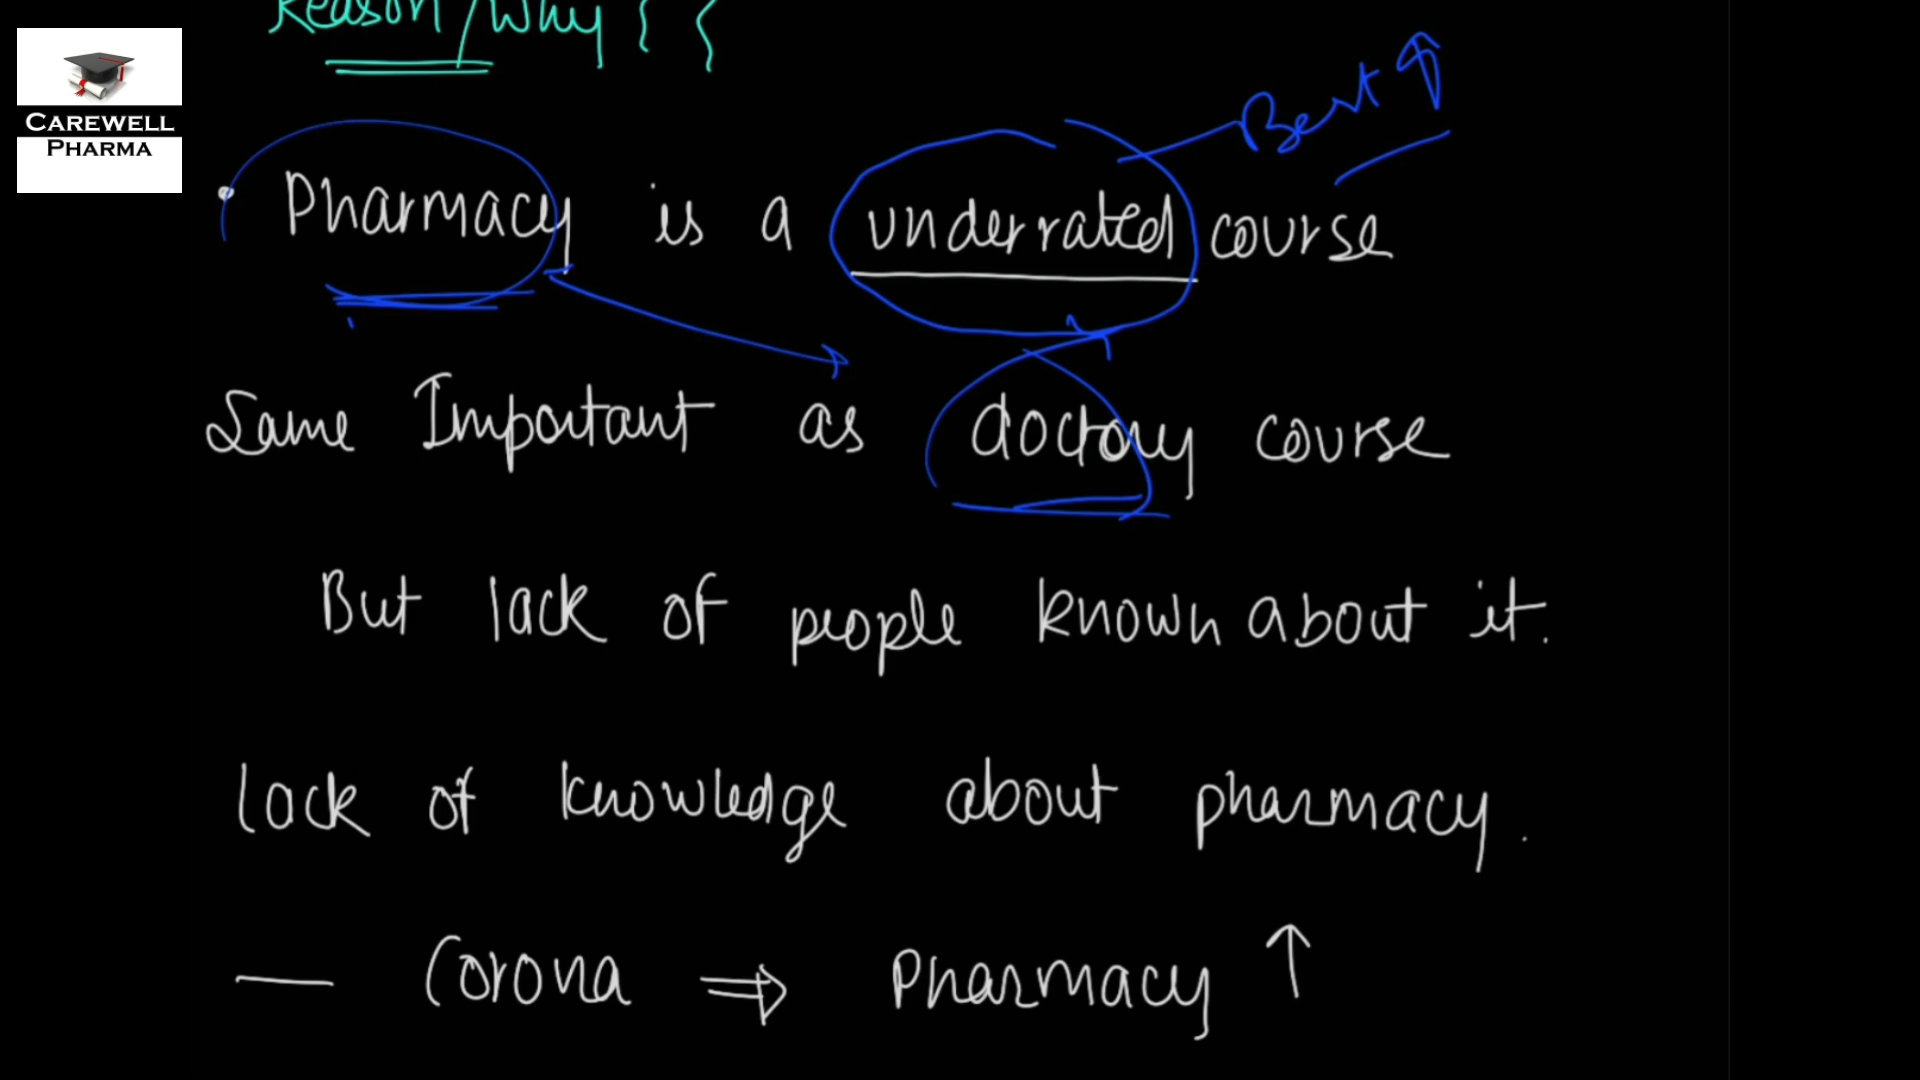 Reason/Why { {
CAREWELL
PHARMA
Best ↑
• Pharmacy is a underrated course
Same Important as doctory course
But lack of people known about it.
lack of knowledge about pharmacy.
— Corona ⇒ Pharmacy ↑